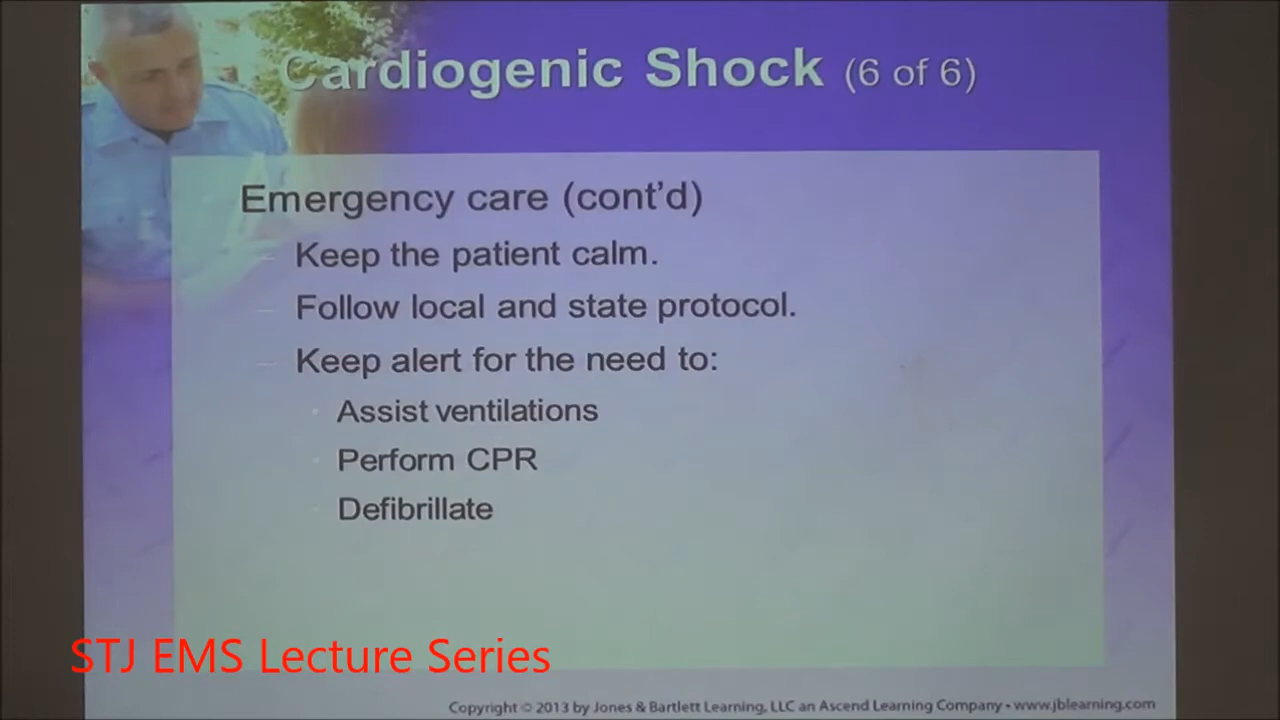 Cardiogenic Shock (6 of 6)
Emergency care (cont'd)
– Keep the patient calm.
– Follow local and state protocol.
– Keep alert for the need to:
• Assist ventilations
• Perform CPR
• Defibrillate
STJ EMS Lecture Series
Copyright © 2013 by Jones & Bartlett Learning, LLC an Ascend Learning Company • www.jblearning.com